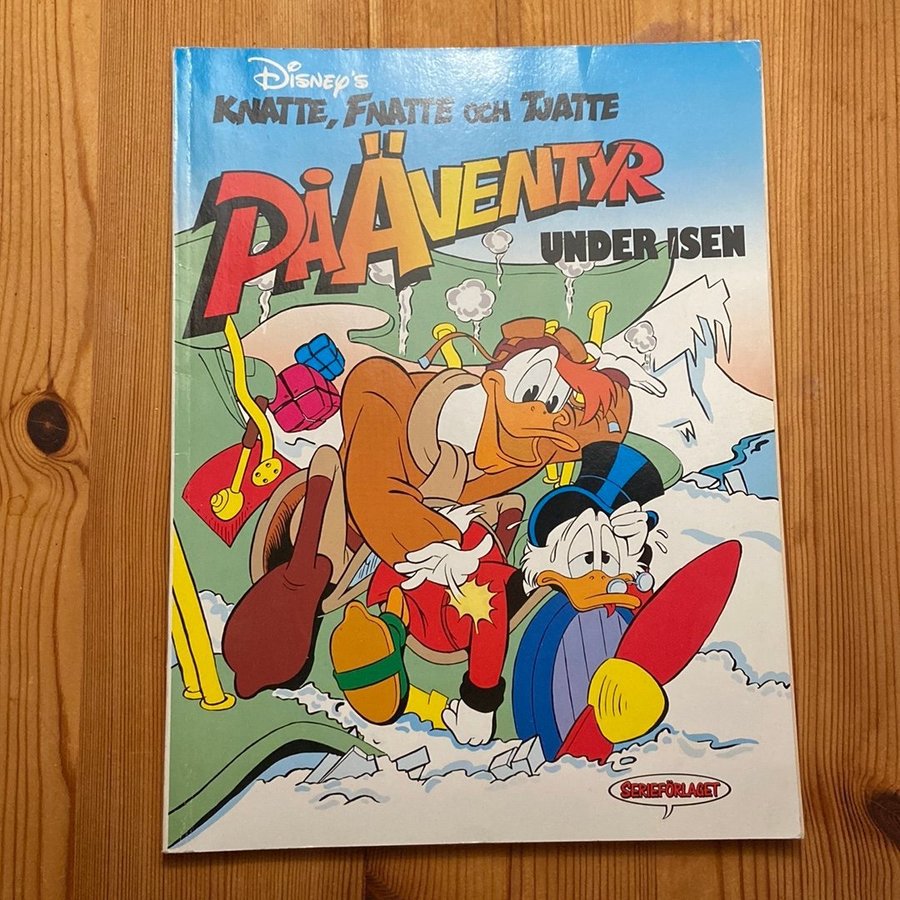 Disney's
Knatte, Fnatte och Tjatte
På Äventyr
under isen
Serieförlaget